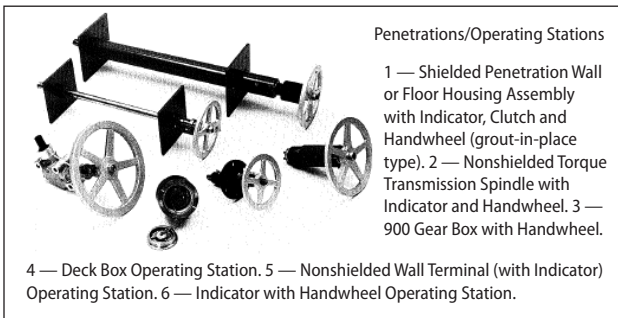 Penetrations/Operating Stations
1 — Shielded Penetration Wall
or Floor Housing Assembly
with Indicator, Clutch and
Handwheel (grout-in-place
type). 2 — Nonshielded Torque
Transmission Spindle with
Indicator and Handwheel. 3 —
900 Gear Box with Handwheel.
4 — Deck Box Operating Station. 5 — Nonshielded Wall Terminal (with Indicator)
Operating Station. 6 — Indicator with Handwheel Operating Station.